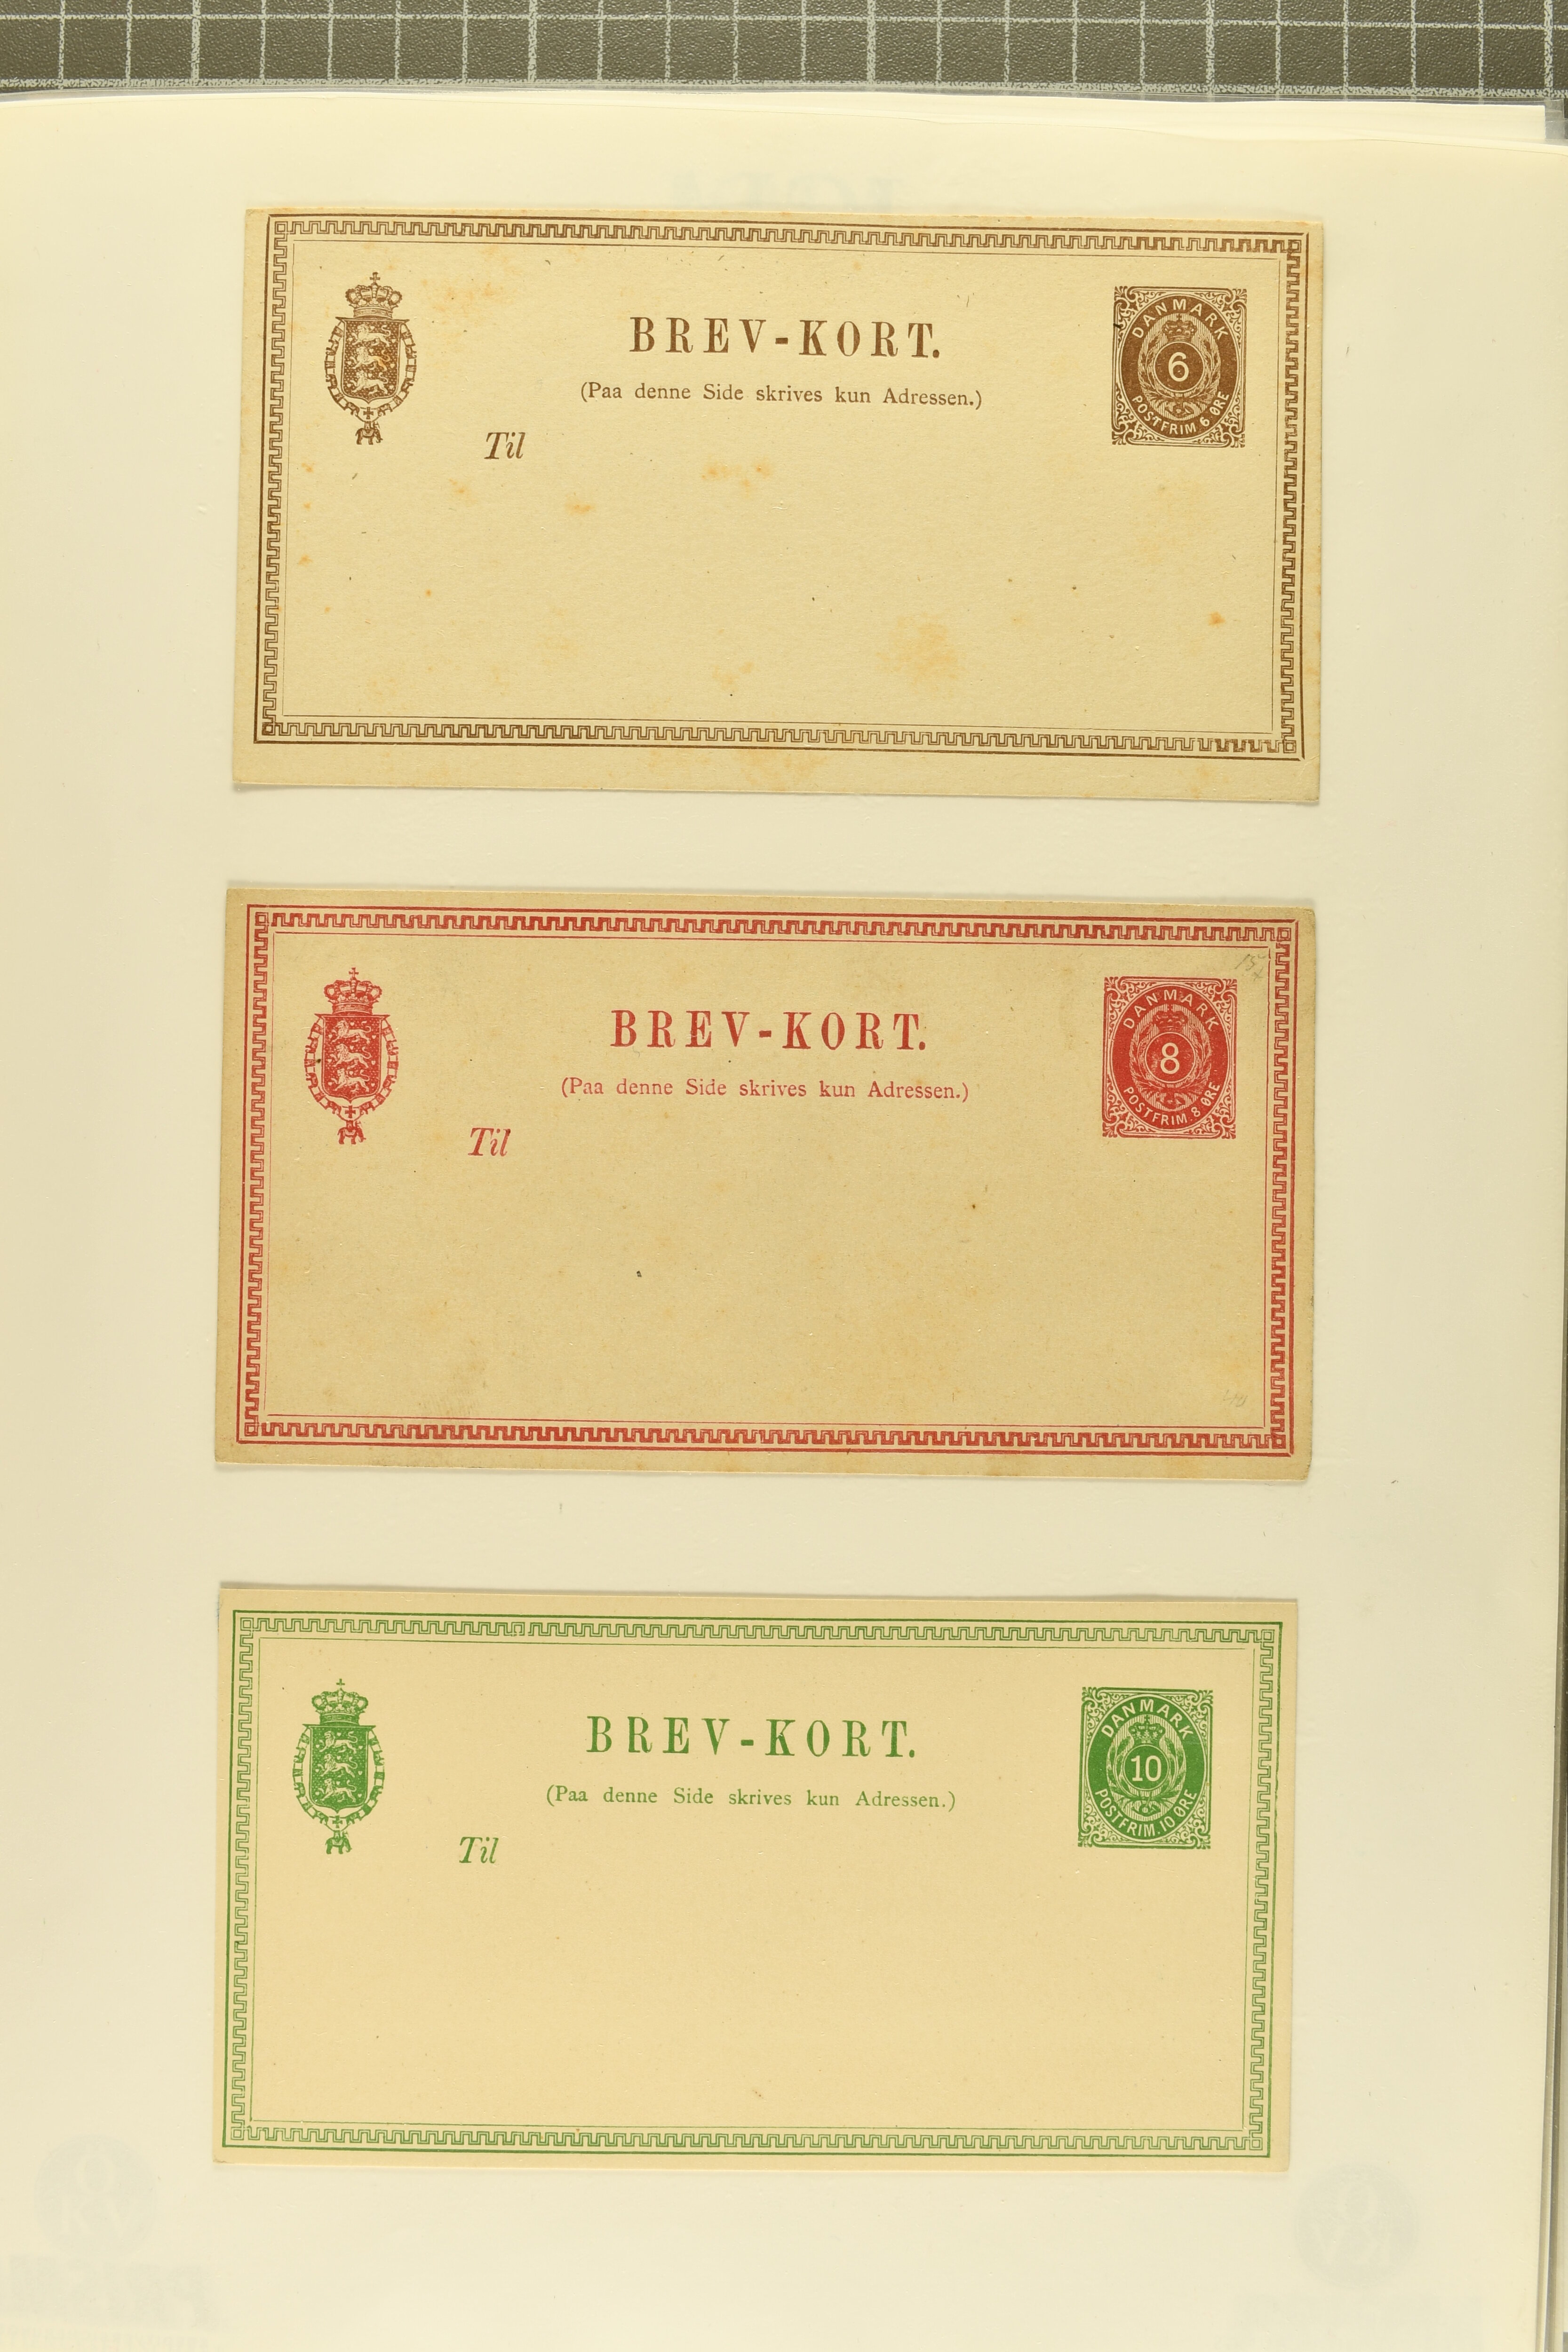 BREV-KORT.
(Paa denne Side skrives kun Adressen.)
Til
DANMARK
6
POSTFRIM. 6 ØRE
BREV-KORT.
(Paa denne Side skrives kun Adressen.)
Til
DANMARK
8
POSTFRIM. 8 ØRE
BREV-KORT.
(Paa denne Side skrives kun Adressen.)
Til
DANMARK
10
POSTFRIM. 10 ØRE